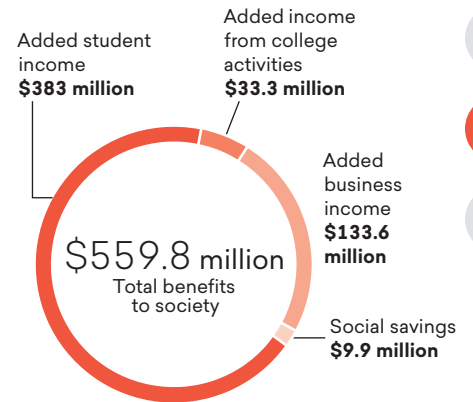 Added student
income
$383 million
Added income
from college
activities
$33.3 million
Added
business
income
$133.6
million
$559.8 million
Total benefits
to society
Social savings
$9.9 million